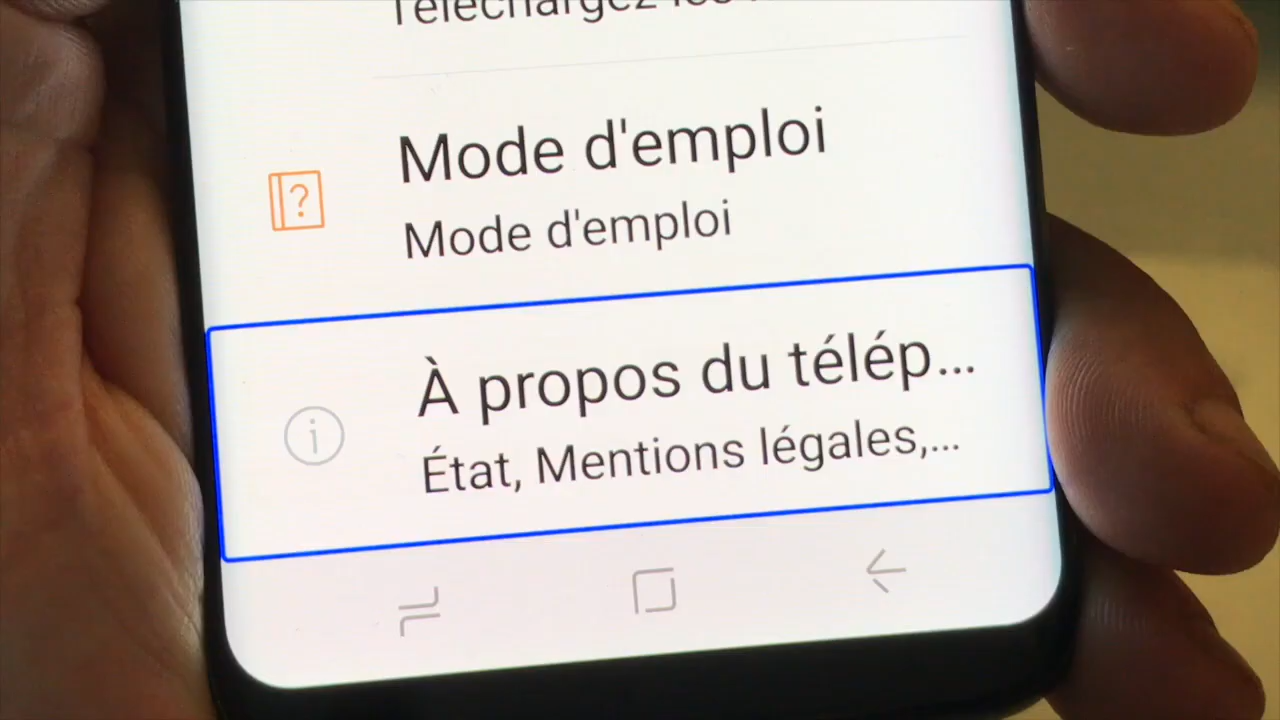 Téléchargez les
Mode d'emploi
Mode d'emploi
À propos du télép...
État, Mentions légales,...